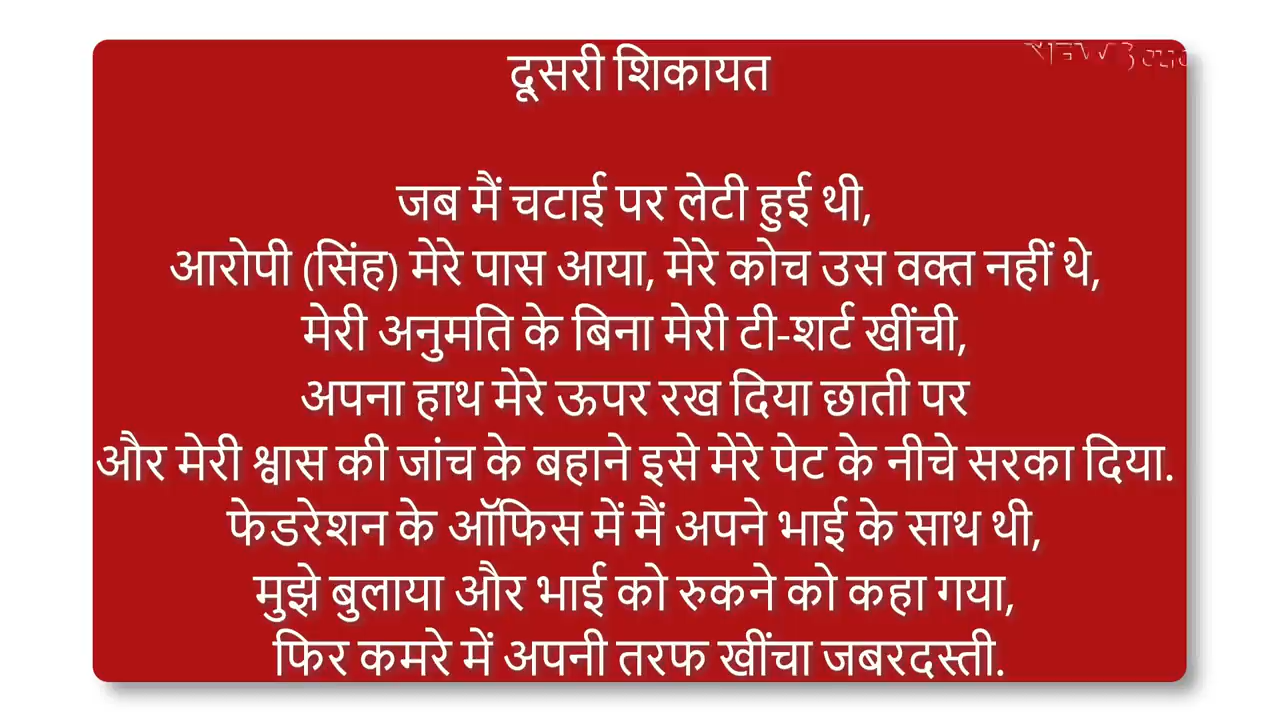 दूसरी शिकायत
जब मैं चटाई पर लेटी हुई थी,
आरोपी (सिंह) मेरे पास आया, मेरे कोच उस वक्त नहीं थे,
मेरी अनुमति के बिना मेरी टी-शर्ट खींची,
अपना हाथ मेरे ऊपर रख दिया छाती पर
और मेरी श्वास की जांच के बहाने इसे मेरे पेट के नीचे सरका दिया.
फेडरेशन के ऑफिस में मैं अपने भाई के साथ थी,
मुझे बुलाया और भाई को रुकने को कहा गया,
फिर कमरे में अपनी तरफ खींचा जबरदस्ती.